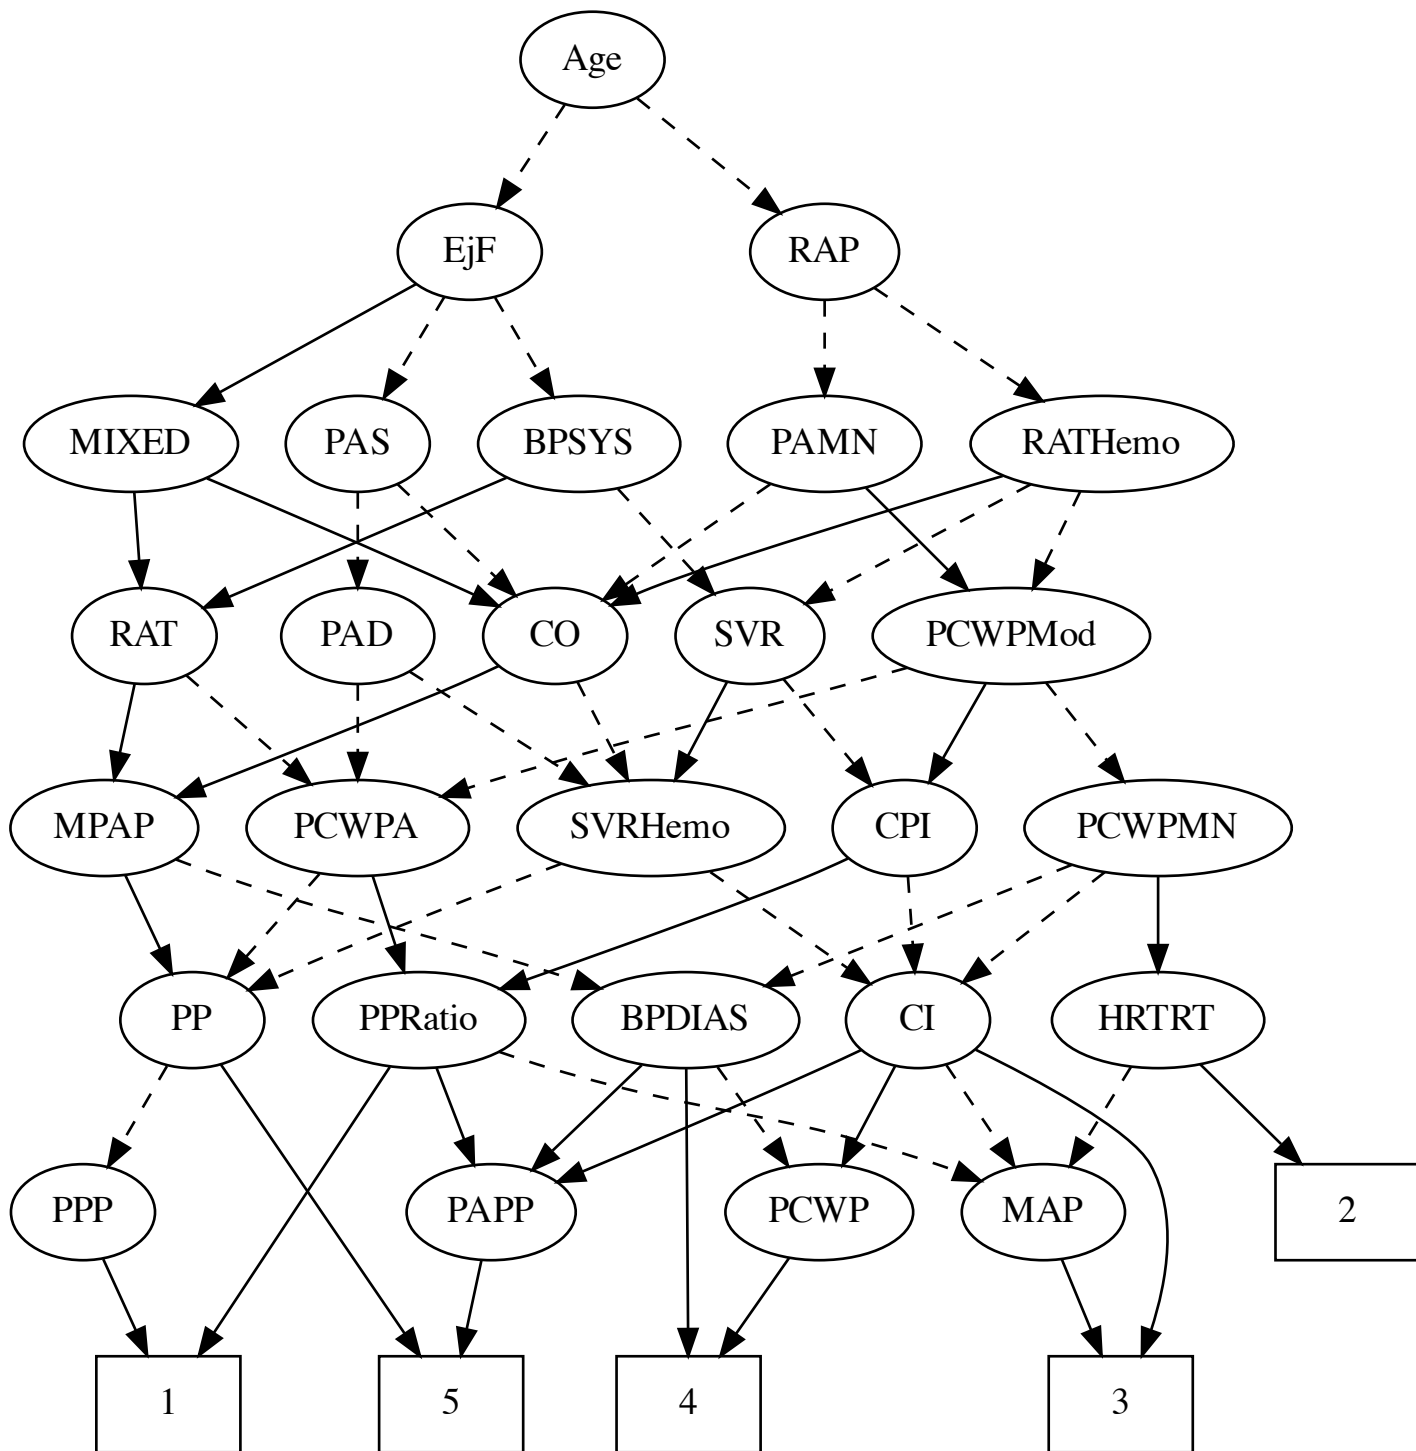 Age
EjF
RAP
MIXED
PAS
BPSYS
PAMN
RATHemo
RAT
PAD
CO
SVR
PCWPMod
MPAP
PCWPA
SVRHemo
CPI
PCWPMN
PP
PPRatio
BPDIAS
CI
HRTRT
PPP
PAPP
PCWP
MAP
2
1
5
4
3